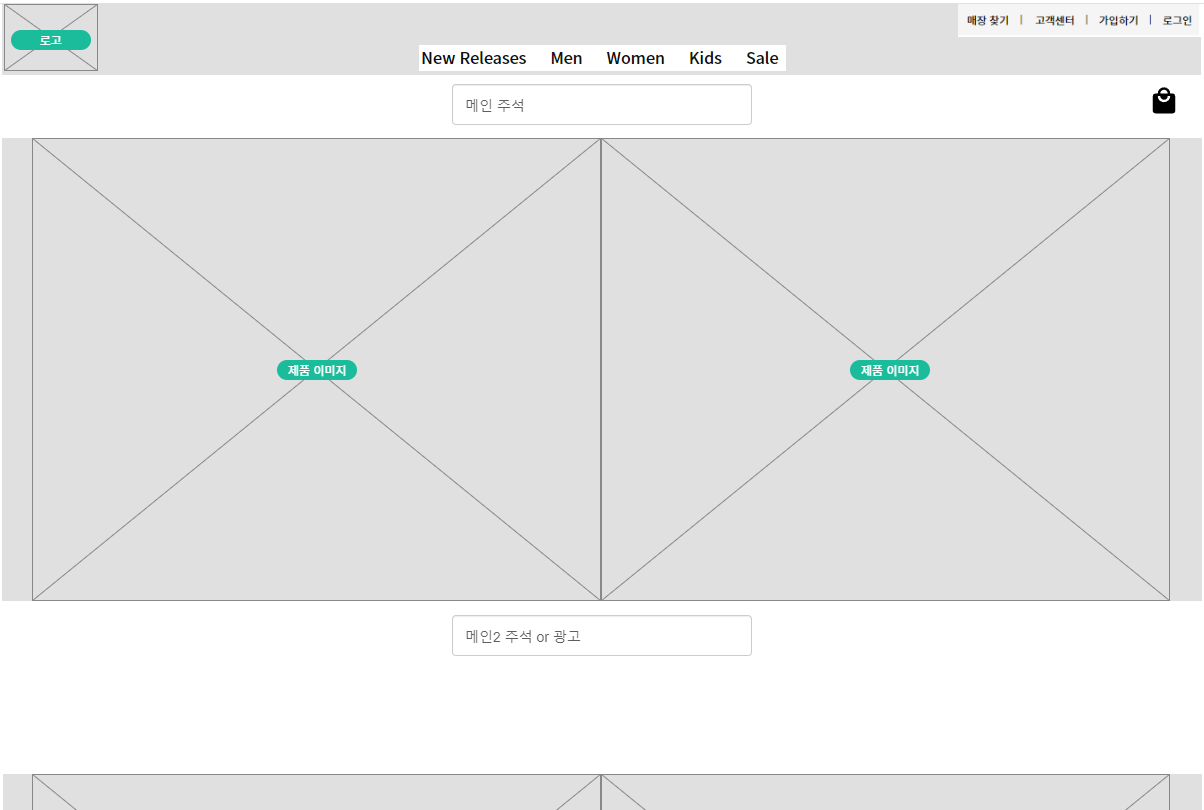 매장 찾기 | 고객센터 | 가입하기 | 로그인
로고
New Releases Men Women Kids Sale
메인 주석
제품 이미지 제품 이미지
메인2 주석 or 광고